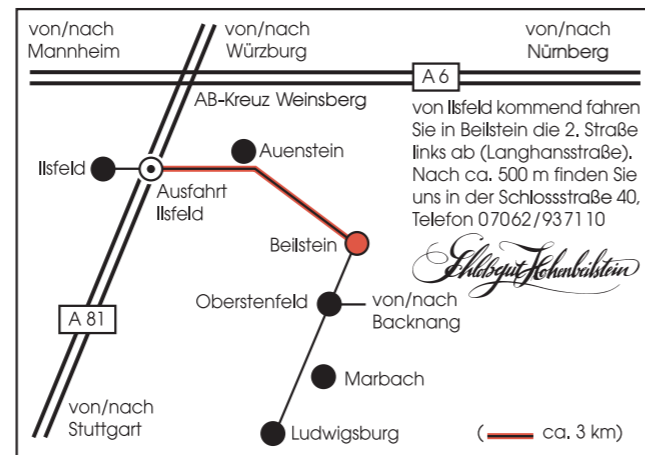 von/nach
Mannheim
von/nach
Würzburg
von/nach
Nürnberg
A 6
AB-Kreuz Weinsberg
von Ilsfeld kommend fahren
Sie in Beilstein die 2. Straße
links ab (Langhansstraße).
Nach ca. 500 m finden Sie
uns in der Schlossstraße 40,
Telefon 07062/937110
Schloßgut Hohenbeilstein
Ilsfeld
Auenstein
Ausfahrt
Ilsfeld
Beilstein
Oberstenfeld
von/nach
Backnang
A 81
Marbach
von/nach
Stuttgart
Ludwigsburg
( ca. 3 km)